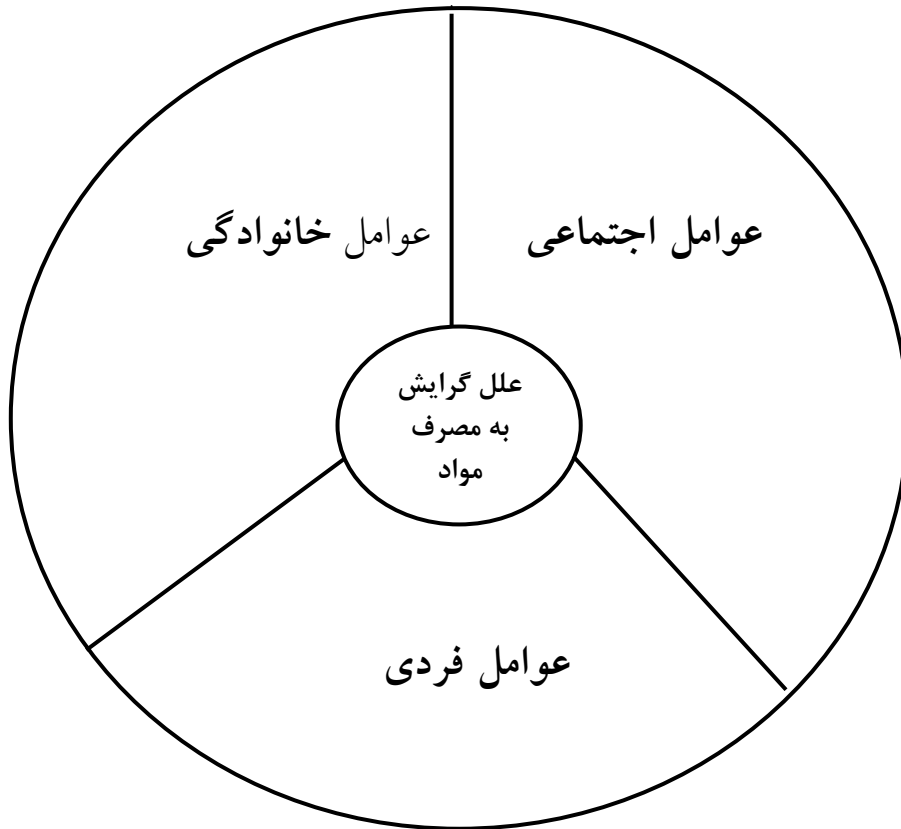 عوامل اجتماعی
عوامل خانوادگی
علل گرایش
به مصرف
مواد
عوامل فردی